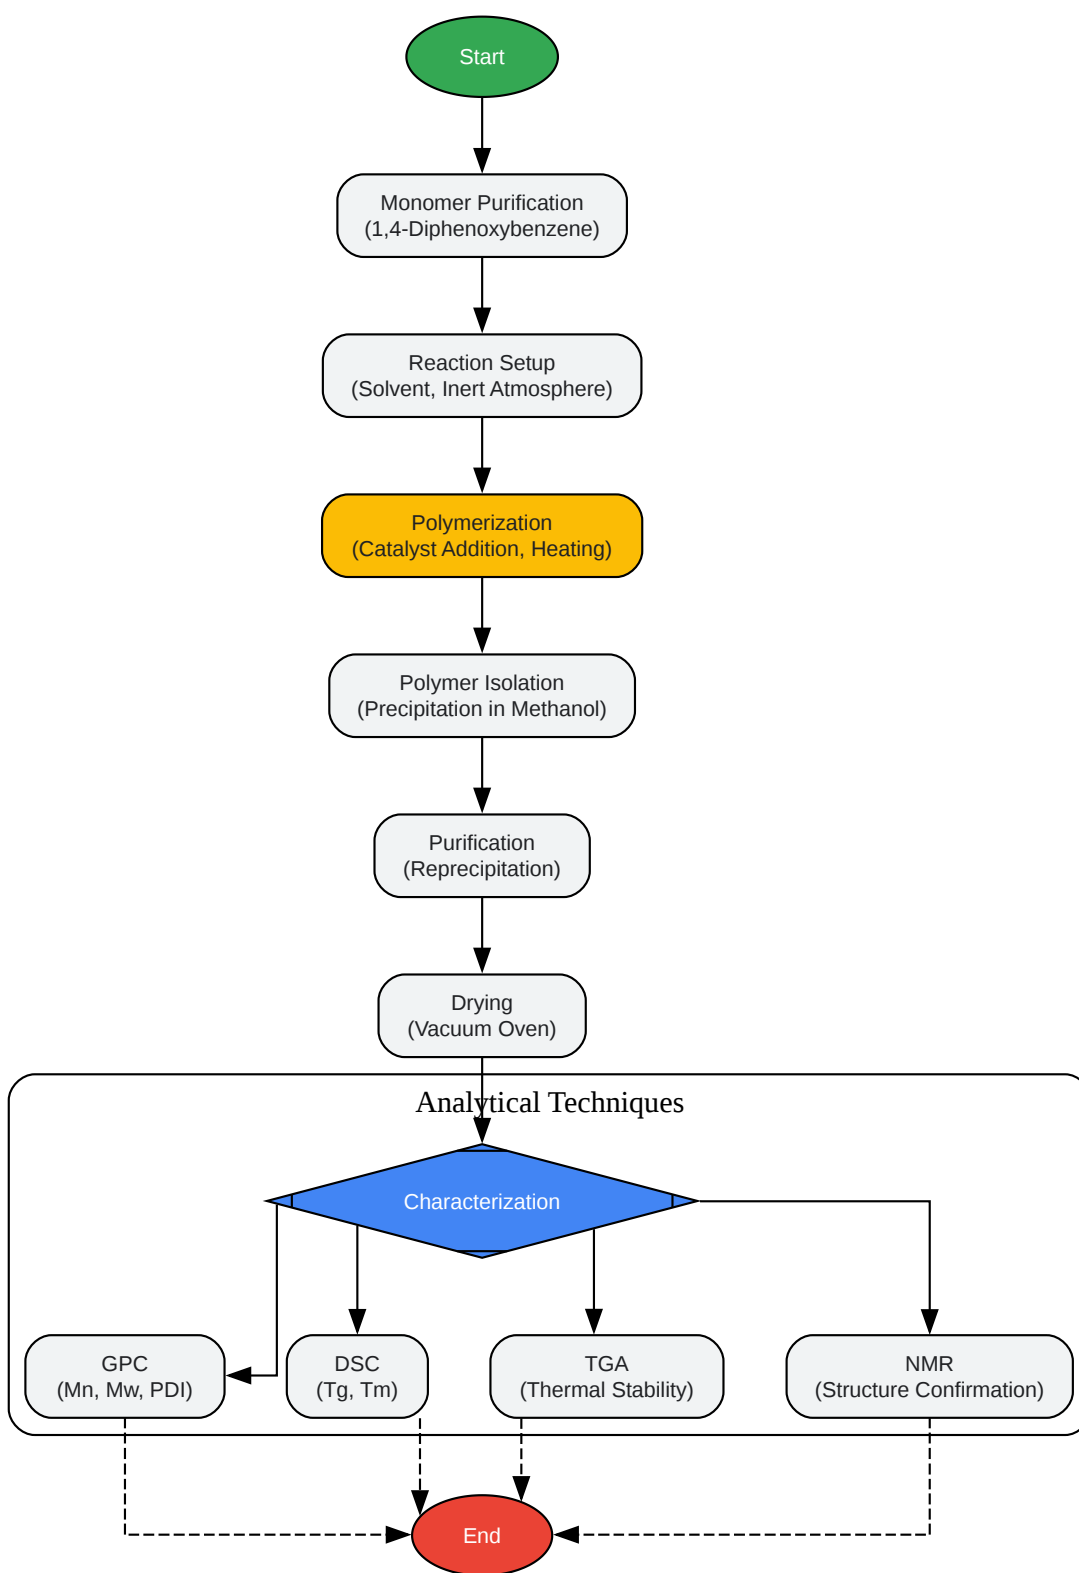 Start
Monomer Purification
(1,4-Diphenoxybenzene)
Reaction Setup
(Solvent, Inert Atmosphere)
Polymerization
(Catalyst Addition, Heating)
Polymer Isolation
(Precipitation in Methanol)
Purification
(Reprecipitation)
Drying
(Vacuum Oven)
Analytical Techniques
Characterization
GPC
(Mn, Mw, PDI)
DSC
(Tg, Tm)
TGA
(Thermal Stability)
NMR
(Structure Confirmation)
End